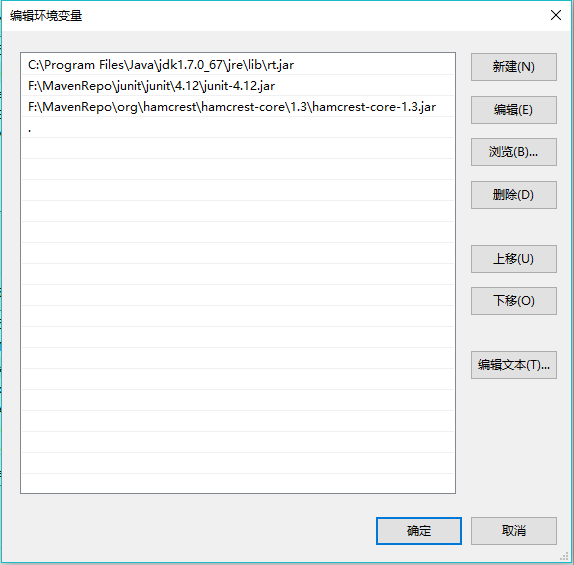 编辑环境变量
C:\Program Files\Java\jdk1.7.0_67\jre\lib\rt.jar
F:\MavenRepo\junit\junit\4.12\junit-4.12.jar
F:\MavenRepo\org\hamcrest\hamcrest-core\1.3\hamcrest-core-1.3.jar
.
新建(N)
编辑(E)
浏览(B)...
删除(D)
上移(U)
下移(O)
编辑文本(T)...
确定
取消